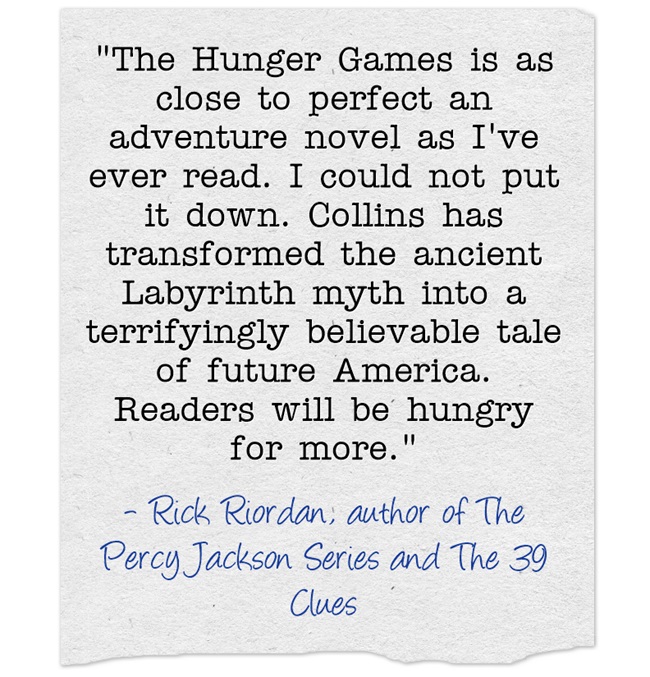 "The Hunger Games is as
close to perfect an
adventure novel as I've
ever read. I could not put
it down. Collins has
transformed the ancient
Labyrinth myth into a
terrifyingly believable tale
of future America.
Readers will be hungry
for more."
- Rick Riordan, author of The
Percy Jackson Series and The 39
Clues